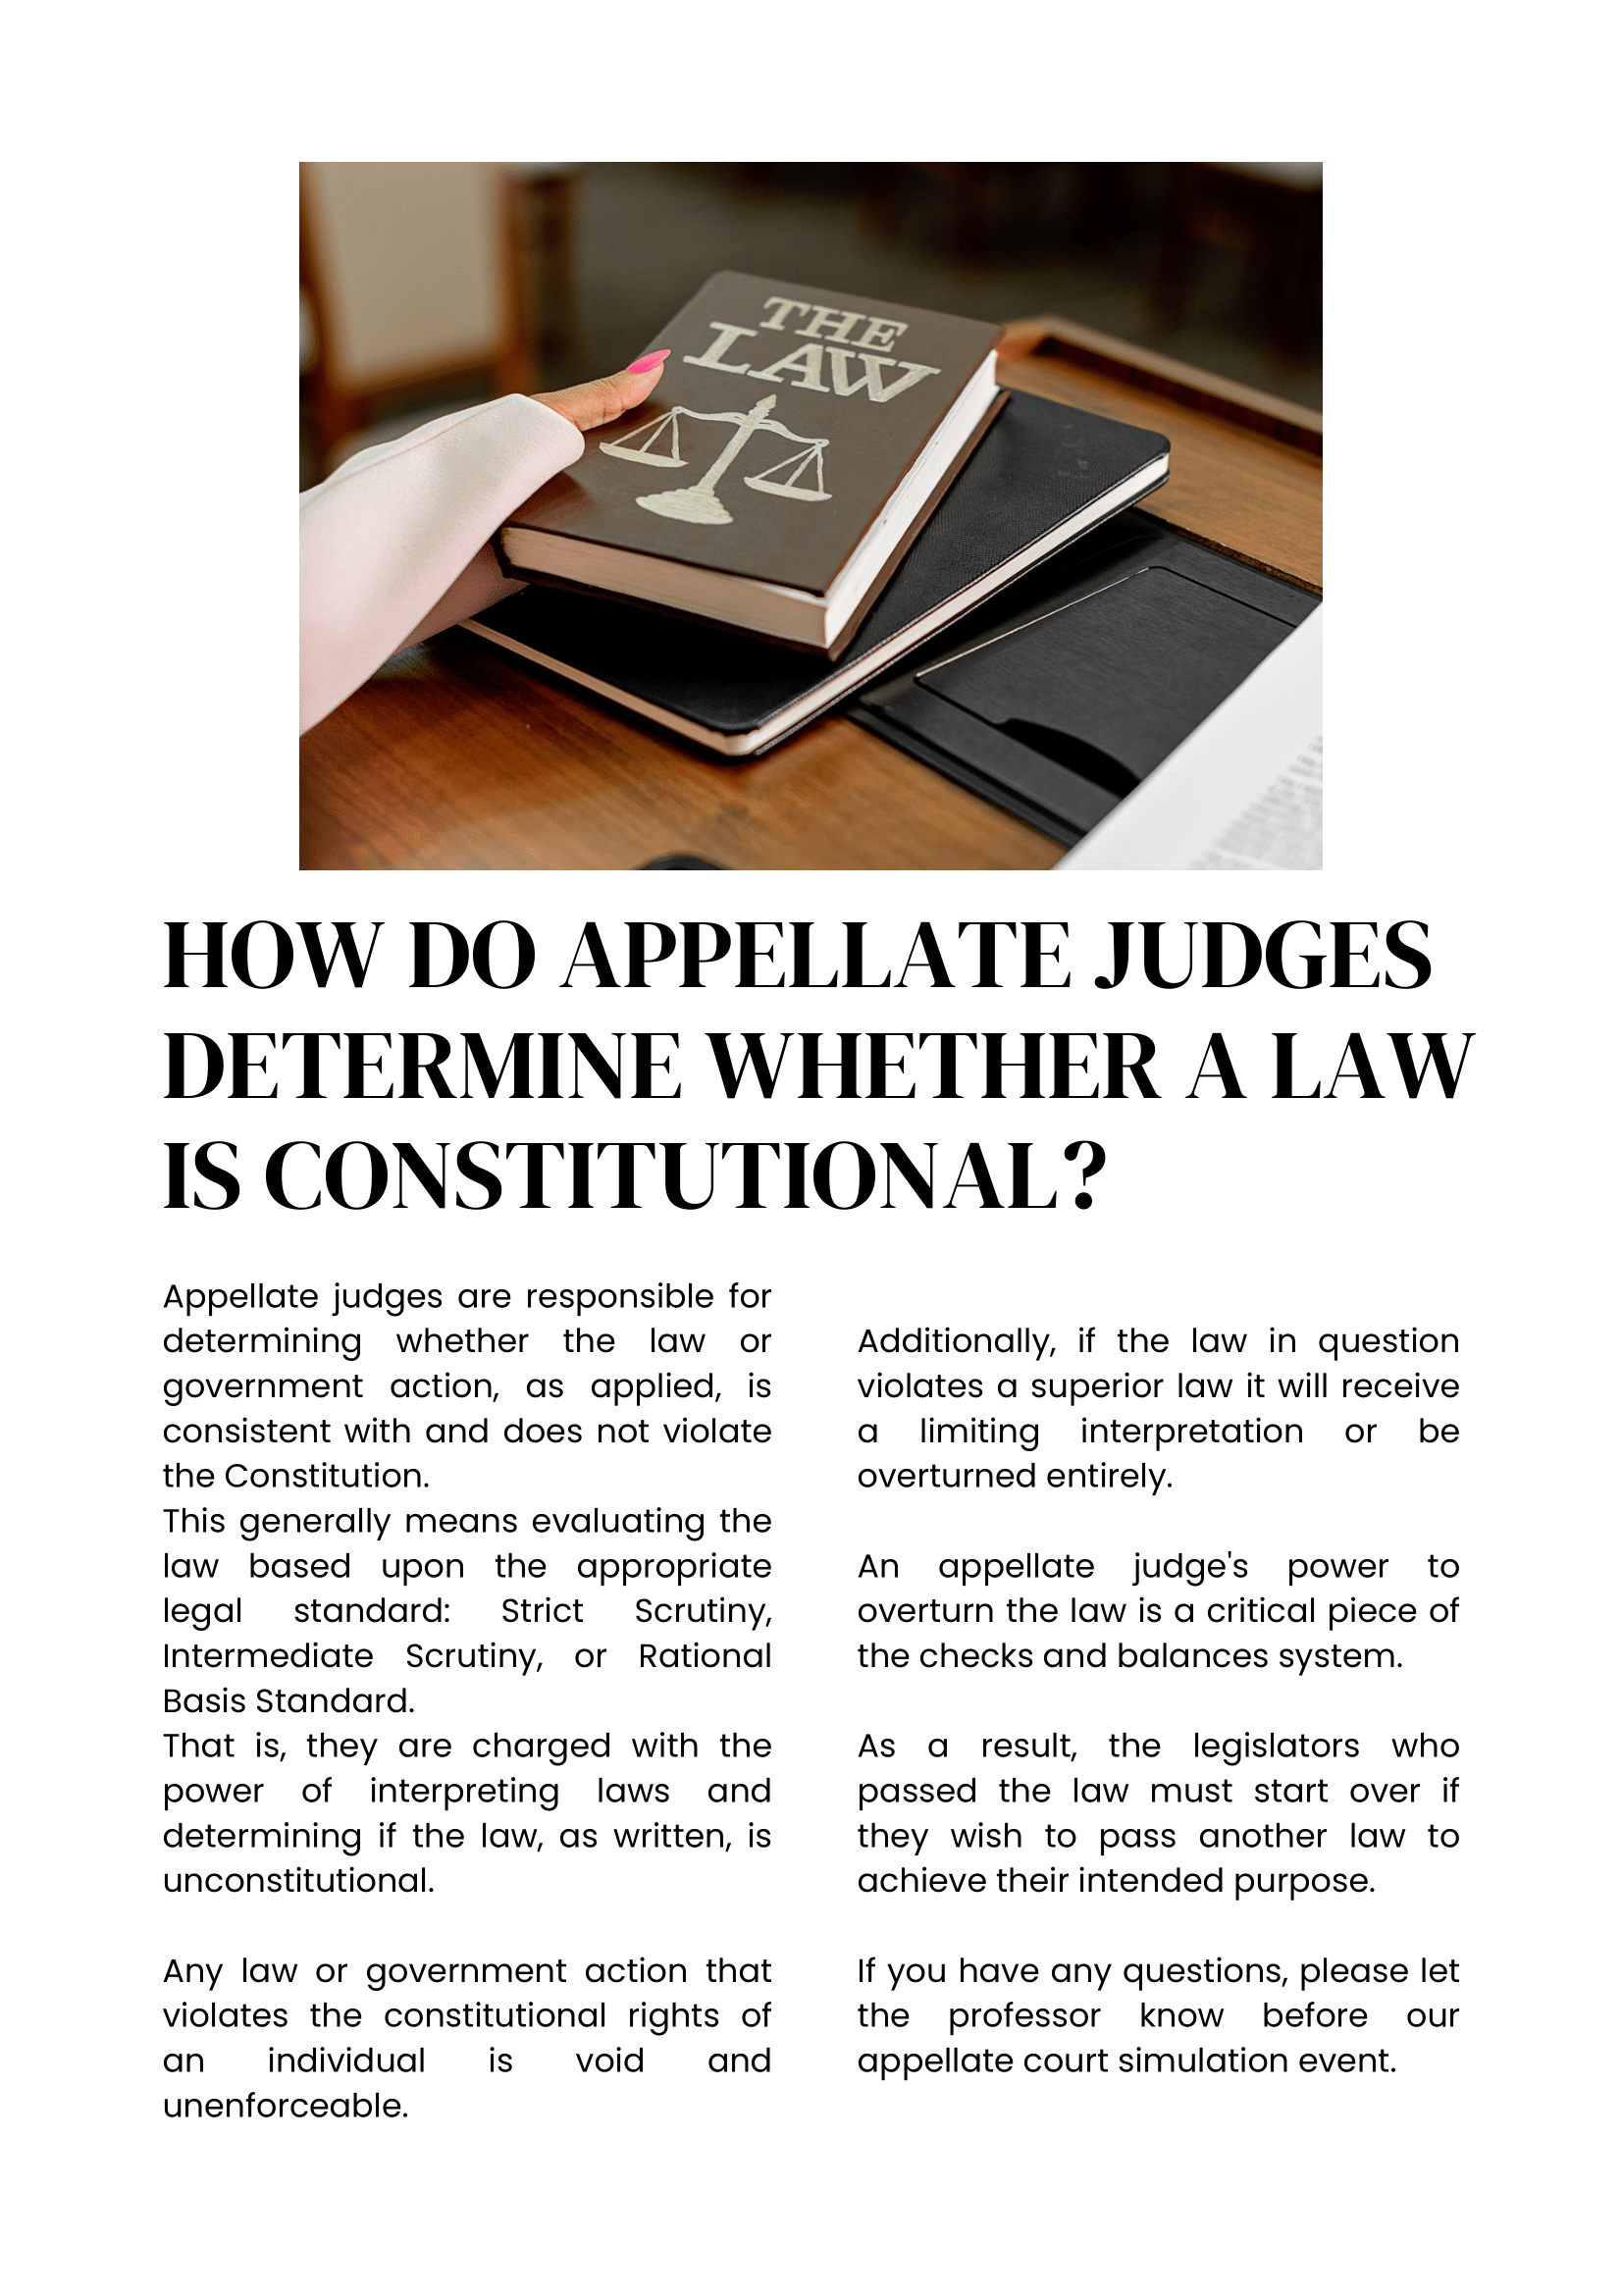 THE
LAW
HOW DO APPELLATE JUDGES
DETERMINE WHETHER A LAW
IS CONSTITUTIONAL?
Appellate judges are responsible for
determining whether the law or
government action, as applied, is
consistent with and does not violate
the Constitution.
This generally means evaluating the
law based upon the appropriate
legal standard: Strict Scrutiny,
Intermediate Scrutiny, or Rational
Basis Standard.
That is, they are charged with the
power of interpreting laws and
determining if the law, as written, is
unconstitutional.
Any law or government action that
violates the constitutional rights of
an individual is void and
unenforceable.
Additionally, if the law in question
violates a superior law it will receive
a limiting interpretation or be
overturned entirely.
An appellate judge's power to
overturn the law is a critical piece of
the checks and balances system.
As a result, the legislators who
passed the law must start over if
they wish to pass another law to
achieve their intended purpose.
If you have any questions, please let
the professor know before our
appellate court simulation event.